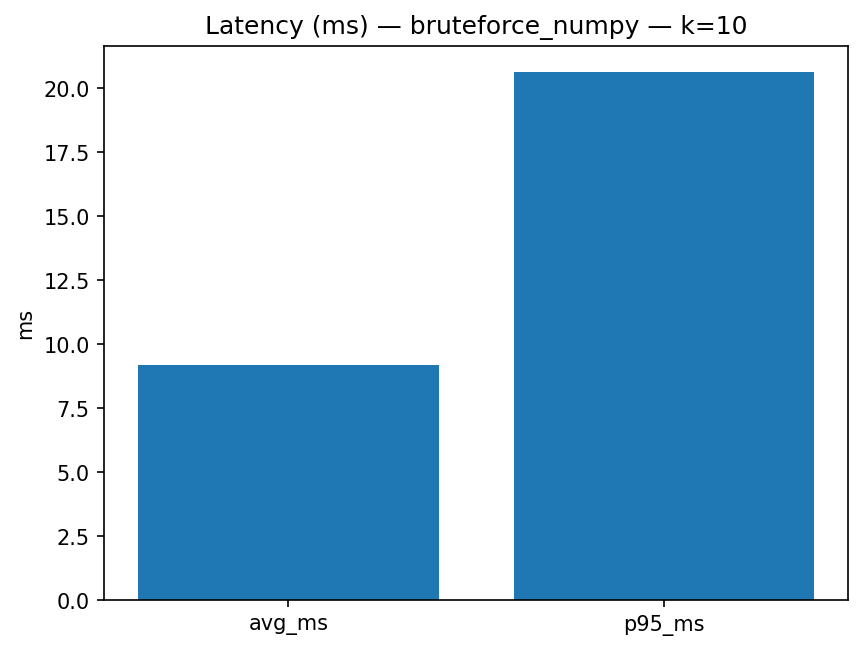 Latency (ms) — bruteforce_numpy — k=10
20.0
17.5
15.0
12.5
10.0
7.5
5.0
2.5
0.0
ms
avg_ms
p95_ms